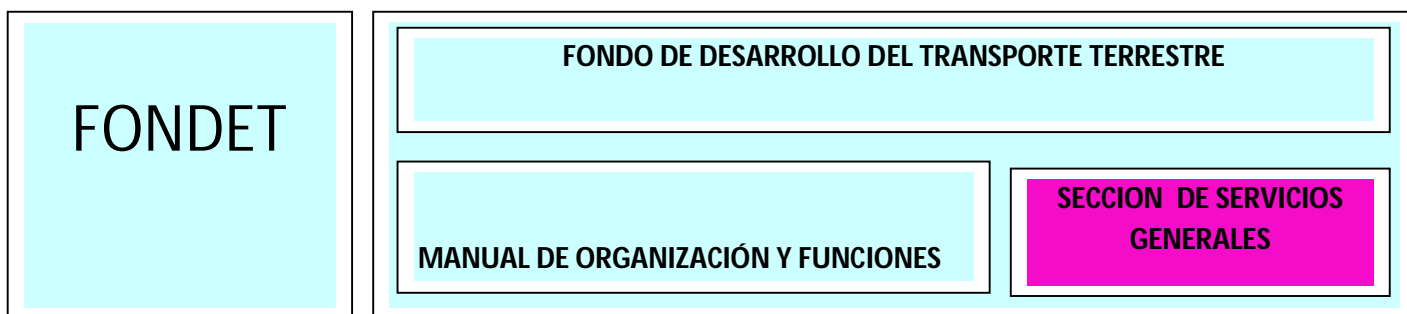 FONDET
FONDO DE DESARROLLO DEL TRANSPORTE TERRESTRE
MANUAL DE ORGANIZACIÓN Y FUNCIONES
SECCION DE SERVICIOS
GENERALES